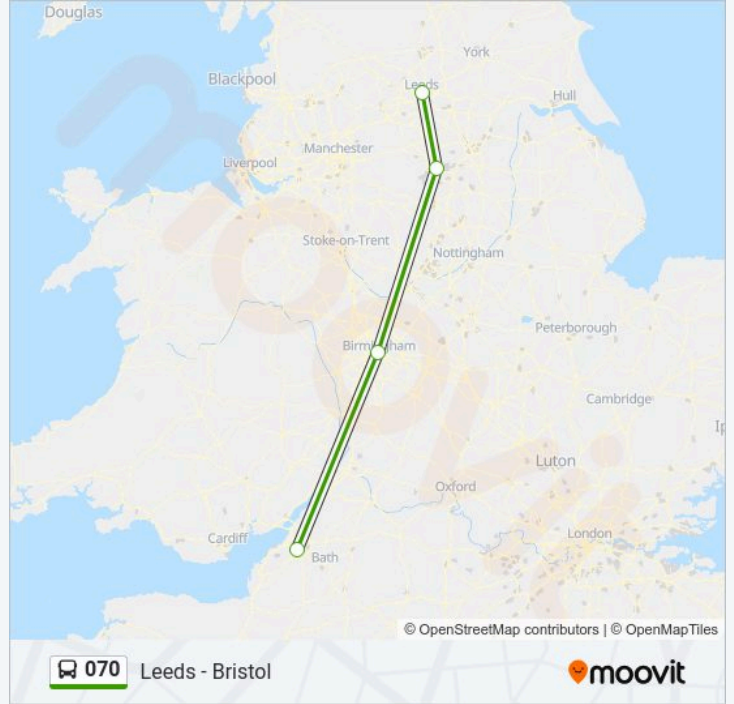 Douglas
York
Blackpool
Leeds
Hull
Manchester
Liverpool
Stoke-on-Trent
Nottingham
Peterborough
Birmingham
Cambridge
Luton
Oxford
Cardiff
London
Bath
© OpenStreetMap contributors | © OpenMapTiles
070 Leeds - Bristol
moovit
moovit